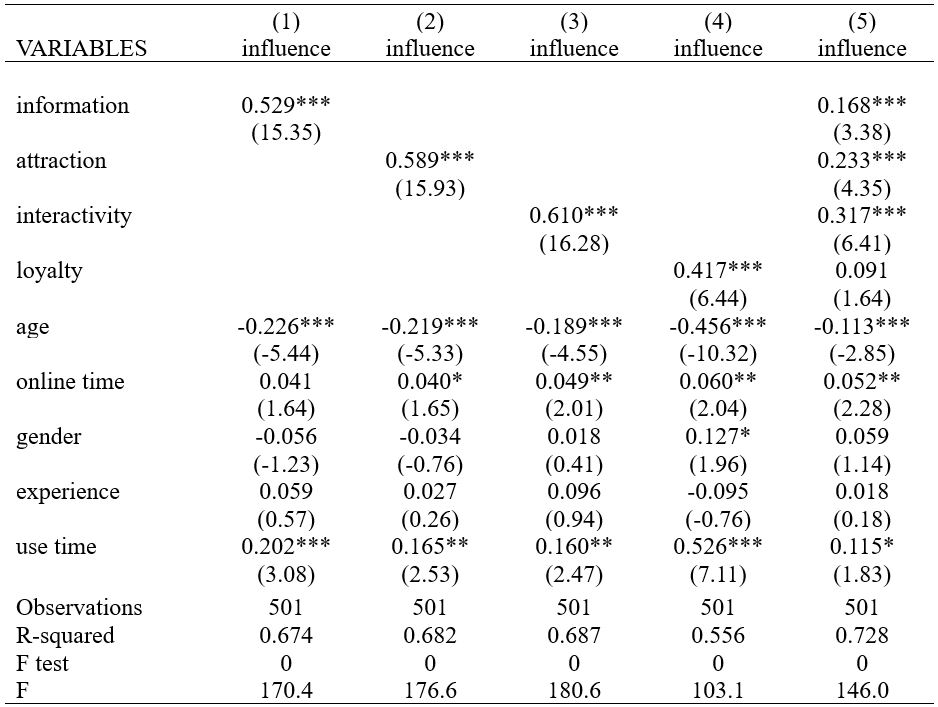 (1) (2) (3) (4) (5)
VARIABLES influence influence influence influence influence
information 0.529*** 0.168***
(15.35) (3.38)
attraction 0.589*** 0.233***
(15.93) (4.35)
interactivity 0.610*** 0.317***
(16.28) (6.41)
loyalty 0.417*** 0.091
(6.44) (1.64)
age -0.226*** -0.219*** -0.189*** -0.456*** -0.113***
(-5.44) (-5.33) (-4.55) (-10.32) (-2.85)
online time 0.041 0.040* 0.049** 0.060** 0.052**
(1.64) (1.65) (2.01) (2.04) (2.28)
gender -0.056 -0.034 0.018 0.127* 0.059
(-1.23) (-0.76) (0.41) (1.96) (1.14)
experience 0.059 0.027 0.096 -0.095 0.018
(0.57) (0.26) (0.94) (-0.76) (0.18)
use time 0.202*** 0.165** 0.160** 0.526*** 0.115*
(3.08) (2.53) (2.47) (7.11) (1.83)
Observations 501 501 501 501 501
R-squared 0.674 0.682 0.687 0.556 0.728
F test 0 0 0 0 0
F 170.4 176.6 180.6 103.1 146.0